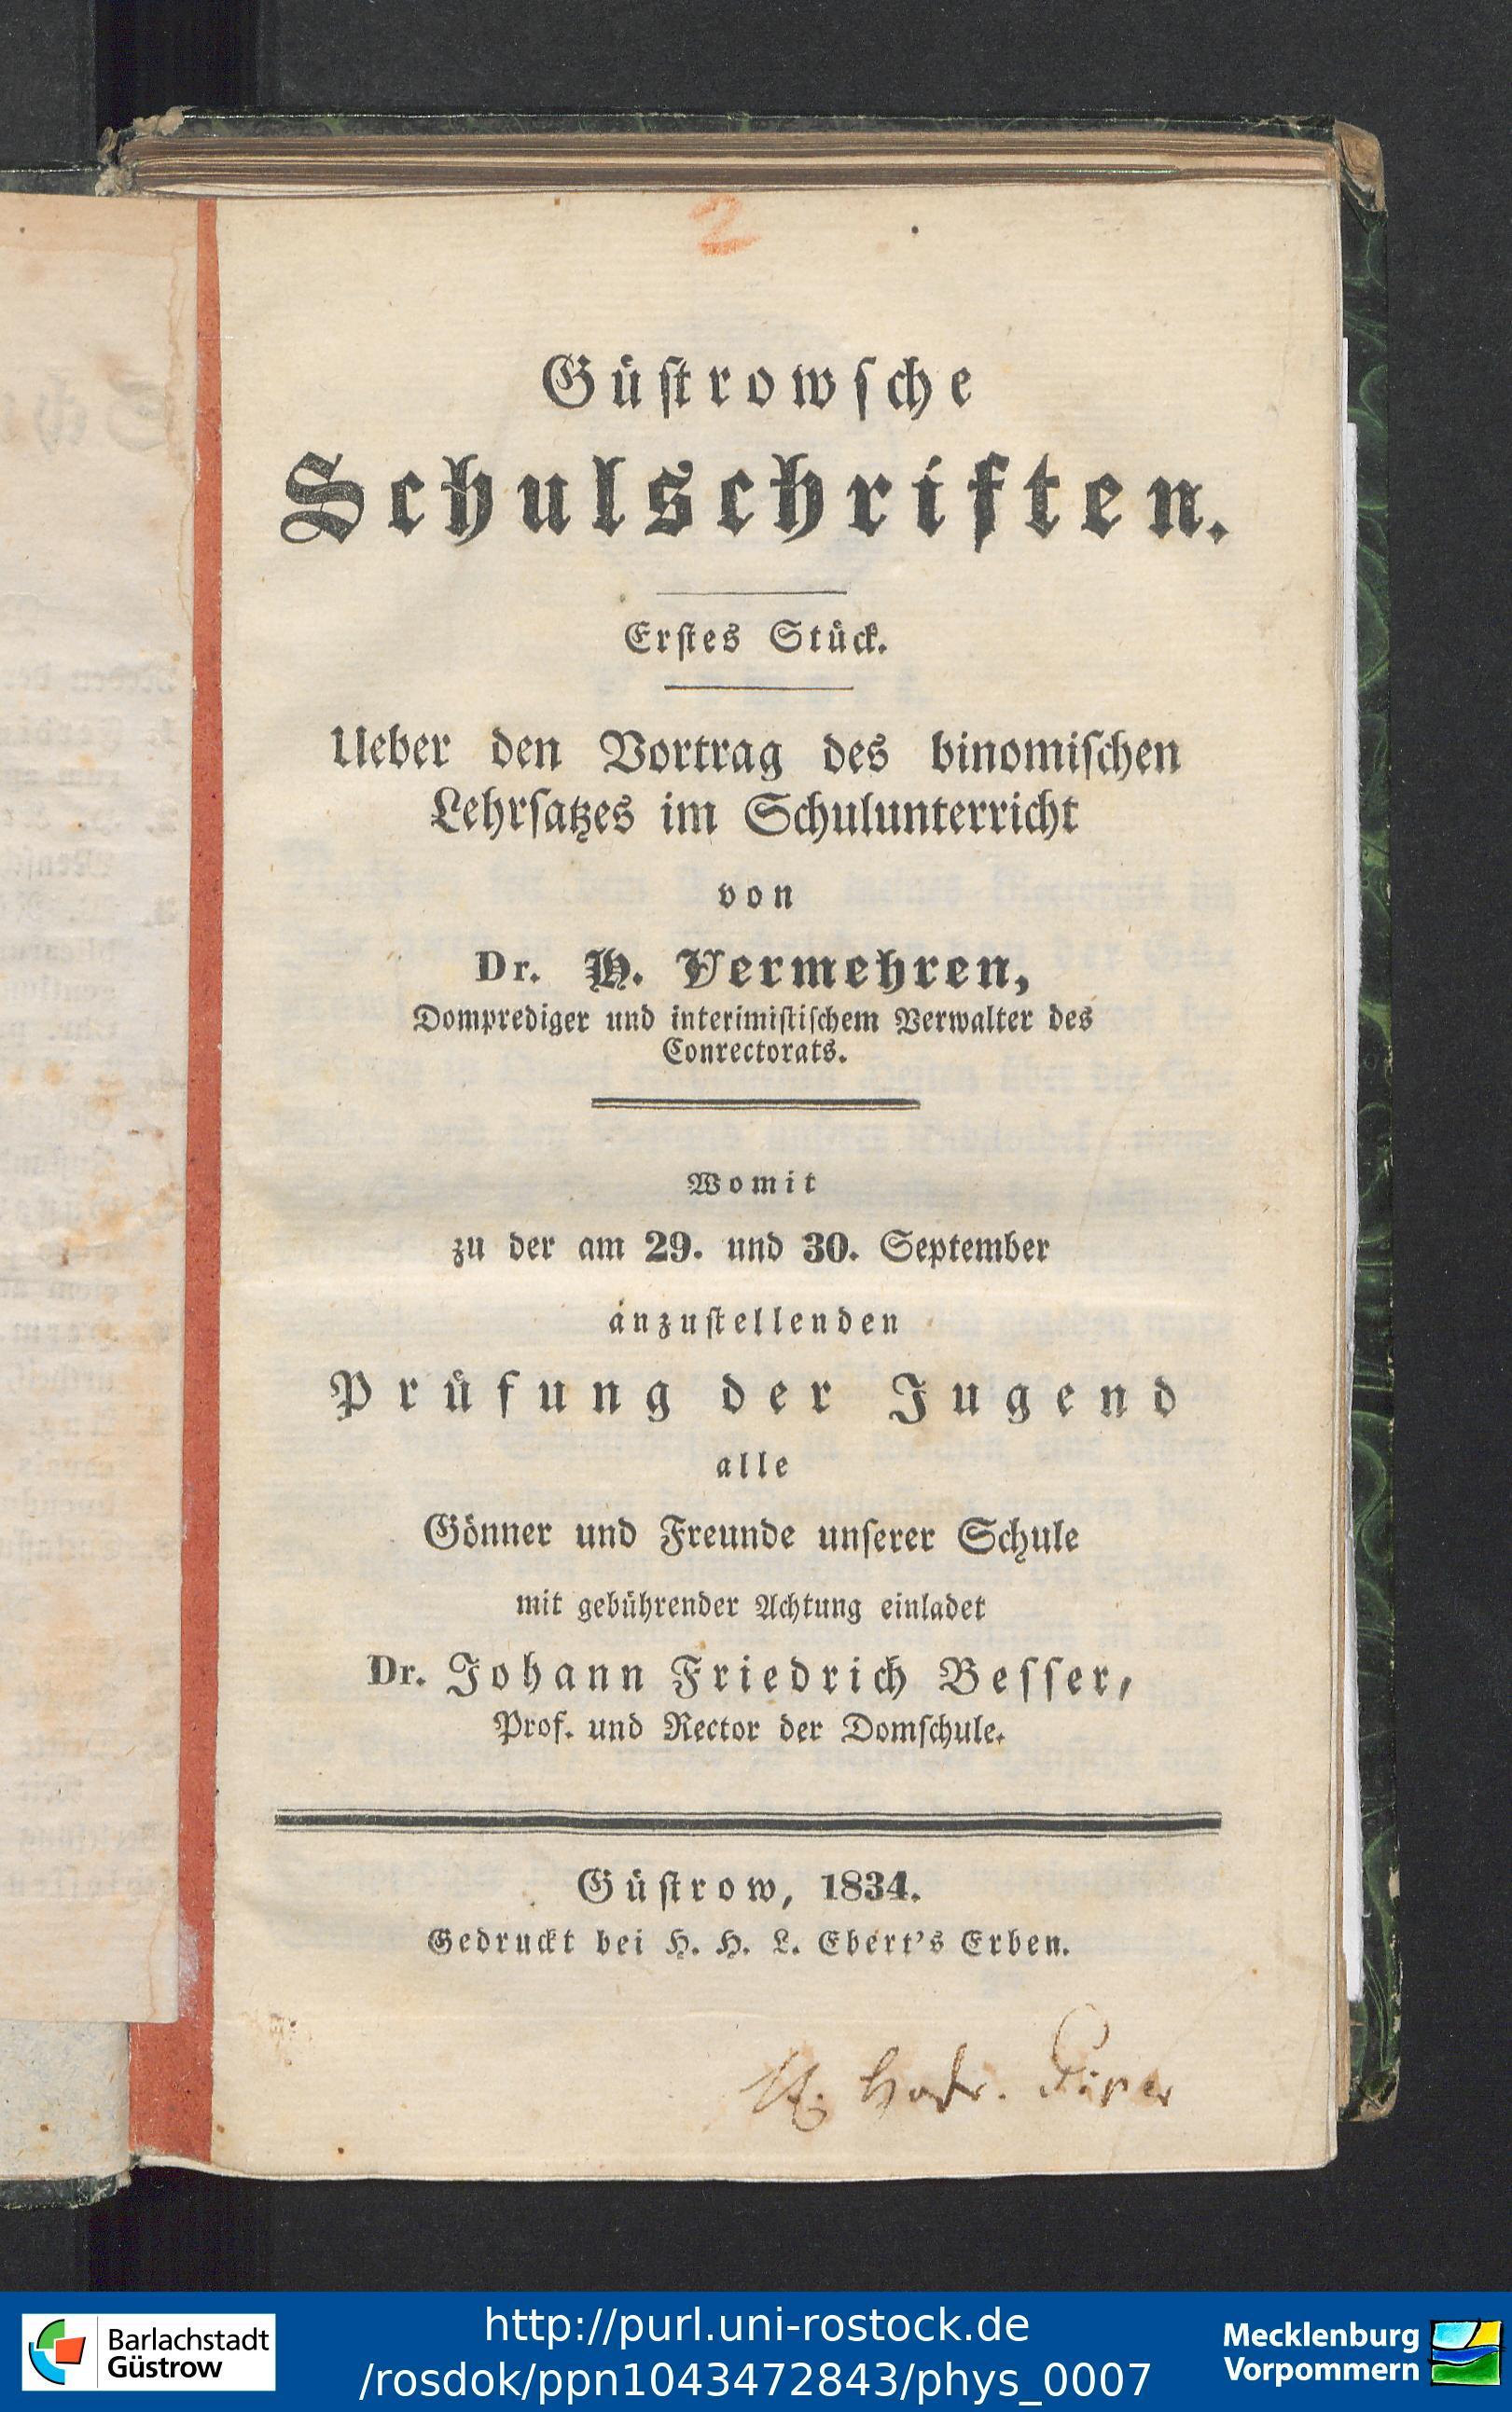 2
Güstrowsche
Schulschriften.
Erstes Stück.
Ueber den Vortrag des binomischen
Lehrsatzes im Schulunterricht
von
Dr. H. Vermehren,
Domprediger und interimistischem Verwalter des
Conrectorats.
Womit
zu der am 29. und 30. September
anzustellenden
Prüfung der Jugend
alle
Gönner und Freunde unserer Schule
mit gebührender Achtung einladet
Dr. Johann Friedrich Besser,
Prof. und Rector der Domschule.
Güstrow, 1834.
Gedruckt bei H. H. L. Ebert's Erben.
Barlachstadt
Güstrow
http://purl.uni-rostock.de
/rosdok/ppn1043472843/phys_0007
Mecklenburg
Vorpommern